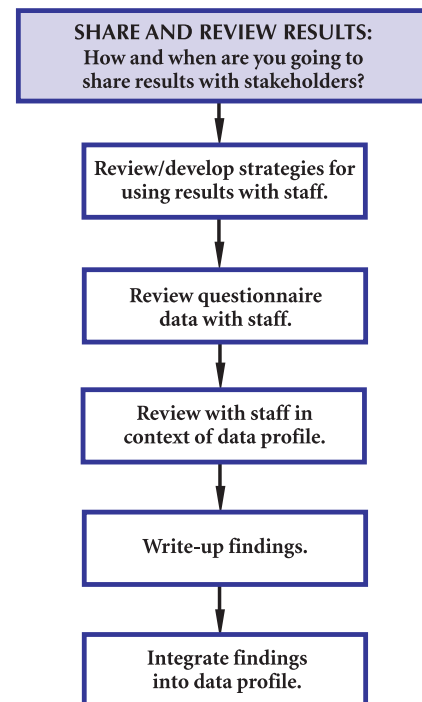 SHARE AND REVIEW RESULTS:
How and when are you going to
share results with stakeholders?
Review/develop strategies for
using results with staff.
Review questionnaire
data with staff.
Review with staff in
context of data profile.
Write-up findings.
Integrate findings
into data profile.